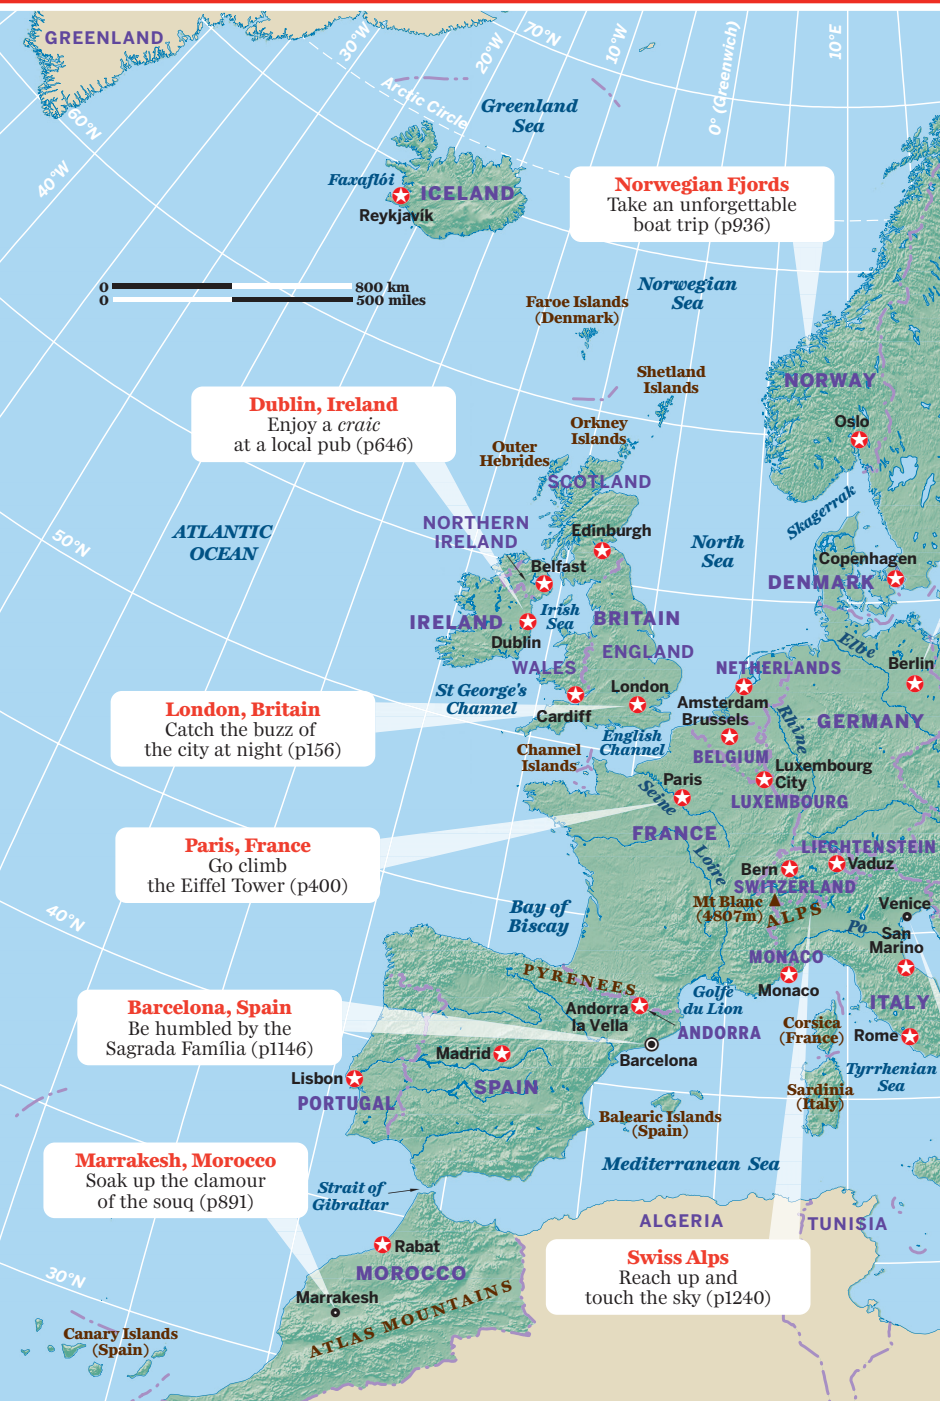 GREENLAND
30°W
20°W
70°N
10°W
0° (Greenwich)
10°E
Arctic Circle
Greenland
Sea
60°N
40°W
Faxaflói
ICELAND
Reykjavík
Norwegian Fjords
Take an unforgettable
boat trip (p936)
0
800 km
0
500 miles
Norwegian
Sea
Faroe Islands
(Denmark)
Shetland
Islands
NORWAY
Dublin, Ireland
Enjoy a craic
at a local pub (p646)
Oslo
Orkney
Islands
Outer
Hebrides
SCOTLAND
Skagerrak
ATLANTIC
OCEAN
50°N
NORTHERN
IRELAND
Edinburgh
North
Sea
Belfast
Copenhagen
DENMARK
IRELAND
Irish
Sea
BRITAIN
Dublin
Elbe
ENGLAND
WALES
NETHERLANDS
Berlin
St George's
Channel
London
Amsterdam
Cardiff
Brussels
Rhine
GERMANY
London, Britain
Catch the buzz of
the city at night (p156)
English
Channel
Channel
Islands
BELGIUM
Luxembourg
City
Paris
LUXEMBOURG
Seine
FRANCE
Paris, France
Go climb
the Eiffel Tower (p400)
Loire
LIECHTENSTEIN
Bern
Vaduz
SWITZERLAND
Mt Blanc
(4807m)
ALPS
Venice
40°N
Bay of
Biscay
Po
San
Marino
MONACO
PYRENEES
Monaco
Golfe
du Lion
ITALY
Barcelona, Spain
Be humbled by the
Sagrada Família (p1146)
Andorra
la Vella
ANDORRA
Corsica
(France)
Rome
Madrid
Barcelona
Lisbon
Tyrrhenian
Sea
SPAIN
PORTUGAL
Sardinia
(Italy)
Balearic Islands
(Spain)
Marrakesh, Morocco
Soak up the clamour
of the souq (p891)
Mediterranean Sea
Strait of
Gibraltar
ALGERIA
TUNISIA
Rabat
Swiss Alps
Reach up and
touch the sky (p1240)
MOROCCO
30°N
Marrakesh
ATLAS MOUNTAINS
Canary Islands
(Spain)